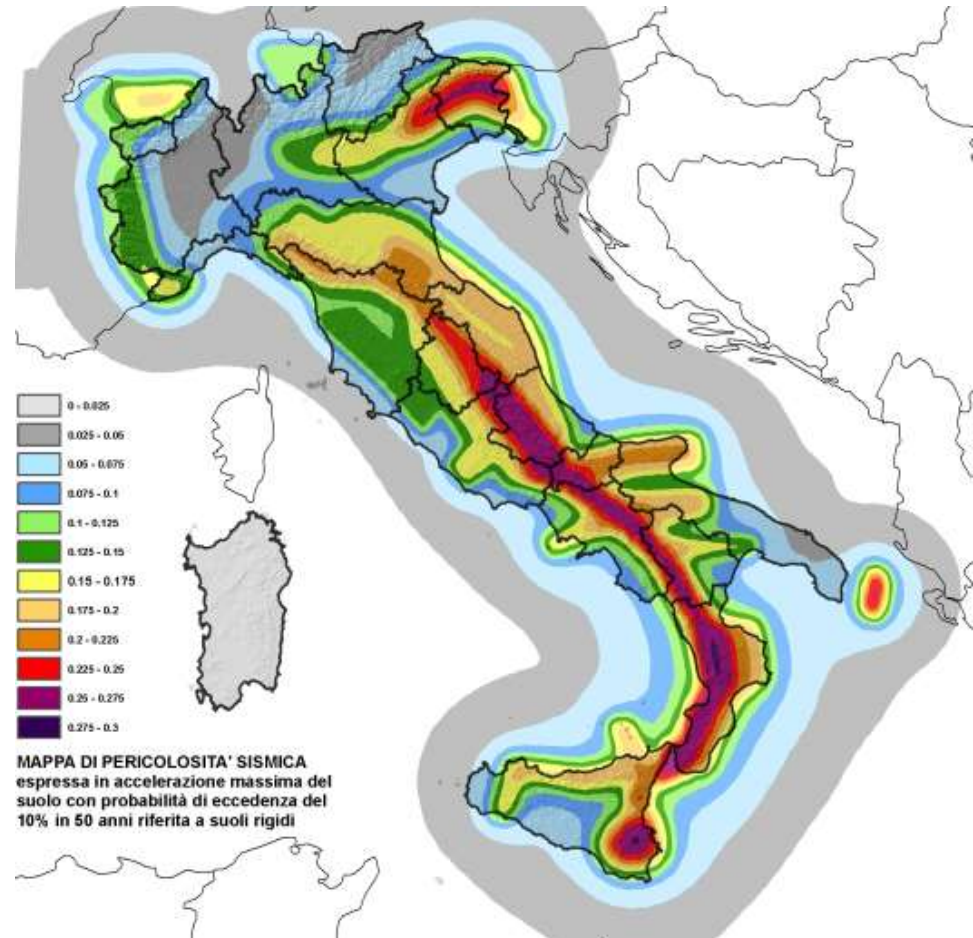 0 - 0.025
0.025 - 0.05
0.05 - 0.075
0.075 - 0.1
0.1 - 0.125
0.125 - 0.15
0.15 - 0.175
0.175 - 0.2
0.2 - 0.225
0.225 - 0.25
0.25 - 0.275
0.275 - 0.3
MAPPA DI PERICOLOSITA' SISMICA
espressa in accelerazione massima del
suolo con probabilità di eccedenza del
10% in 50 anni riferita a suoli rigidi